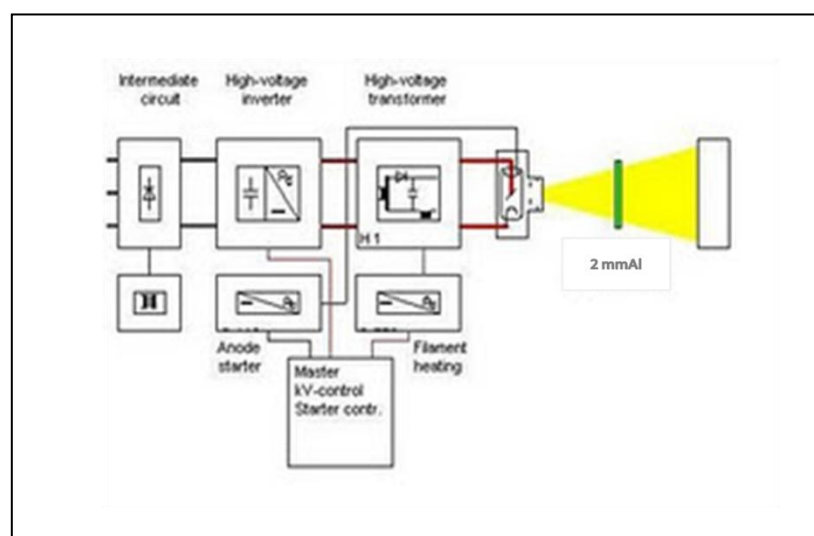 Intermediate
circuit
High-voltage
inverter
High-voltage
transformer
H 1
2 mmAl
Anode
starter
Filament
heating
Master
kV-control
Starter contr.